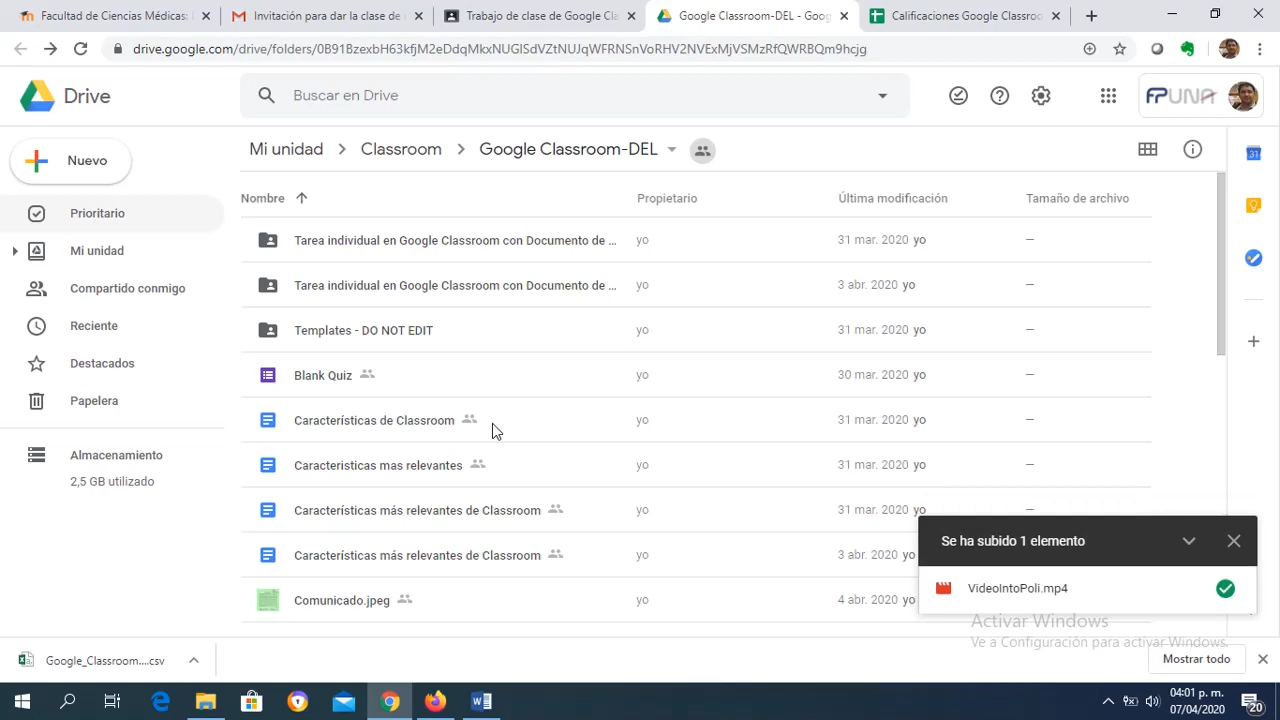 Facultad de Ciencias Médicas: I
Invitación para dar la clase d
Trabajo de clase de Google Cla
Google Classroom-DEL - Goog
Calificaciones Google Classroo
drive.google.com/drive/folders/0B918zexbH63kfjM2eDdqMkxNUGlSdVZtNUJqWFRNSnVoRHV2NVExMjVSMzRfQWRBQm9hcjg
Drive
Buscar en Drive
FPUNA
Nuevo
Mi unidad
Classroom
Google Classroom-DEL
31
Prioritario
Mi unidad
Compartido conmigo
Reciente
Destacados
Papelera
Almacenamiento
2,5 GB utilizado
Nombre
Propietario
Última modificación
Tamaño de archivo
Tarea individual en Google Classroom con Documento de ... yo 31 mar. 2020 yo —
Tarea individual en Google Classroom con Documento de ... yo 3 abr. 2020 yo —
Templates - DO NOT EDIT yo 31 mar. 2020 yo —
Blank Quiz yo 30 mar. 2020 yo —
Características de Classroom yo 31 mar. 2020 yo —
Caracteristicas mas relevantes yo 31 mar. 2020 yo —
Características más relevantes de Classroom yo 31 mar. 2020 yo —
Características más relevantes de Classroom yo 3 abr. 2020 yo
Comunicado.jpeg yo 4 abr. 2020 yo
Se ha subido 1 elemento
VideoIntoPoli.mp4
Activar Windows
Ve a Configuración para activar Windows.
Google_Classroom....csv
Mostrar todo
04:01 p. m.
07/04/2020
20